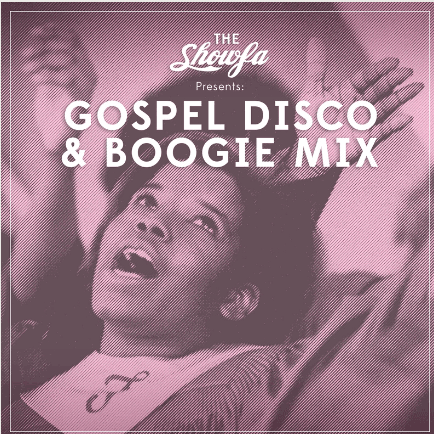 THE
Showfa
Presents:
GOSPEL DISCO
& BOOGIE MIX
F